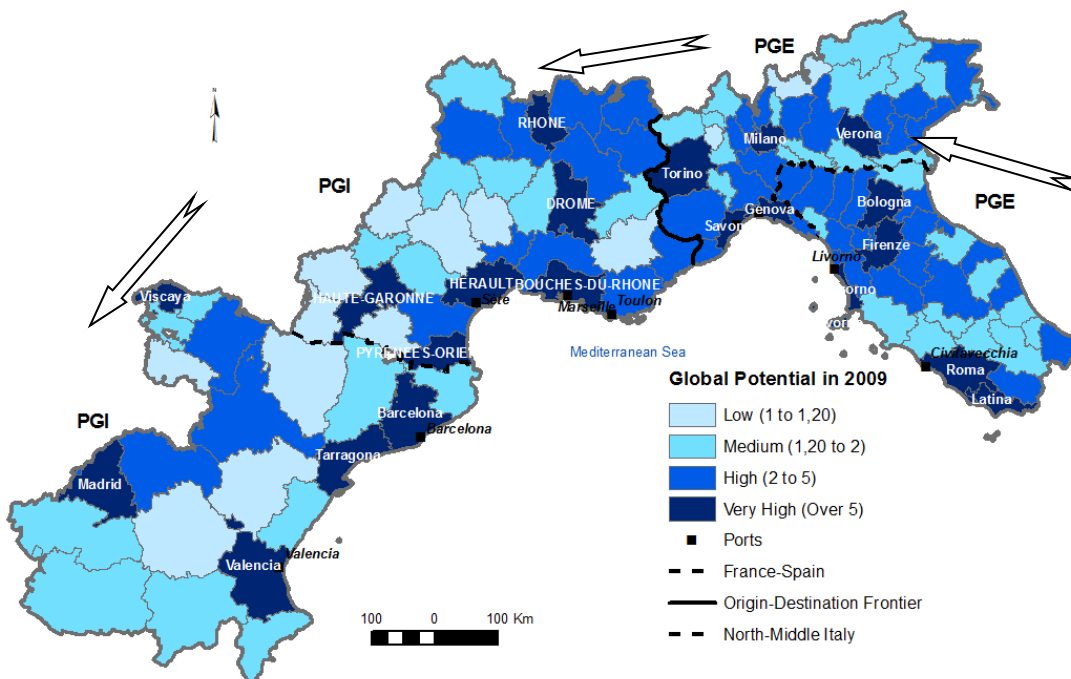 PGE
PGI
RHONE
Milano
Verona
Torino
DROME
Genova
Savon
Bologna
PGE
Firenze
Livorno
orno
vor
Viscaya
HAUTE-GARONNE
HERAULT
BOUCHES-DU-RHONE
Sète
Marseille
Toulon
PYRENEES-ORIE
Mediterranean Sea
Civitavecchia
Roma
Latina
Barcelona
Barcelona
PGI
Tarragona
Madrid
Valencia
Valencia
Global Potential in 2009
Low (1 to 1,20)
Medium (1,20 to 2)
High (2 to 5)
Very High (Over 5)
Ports
France-Spain
Origin-Destination Frontier
North-Middle Italy
100 0 100 Km